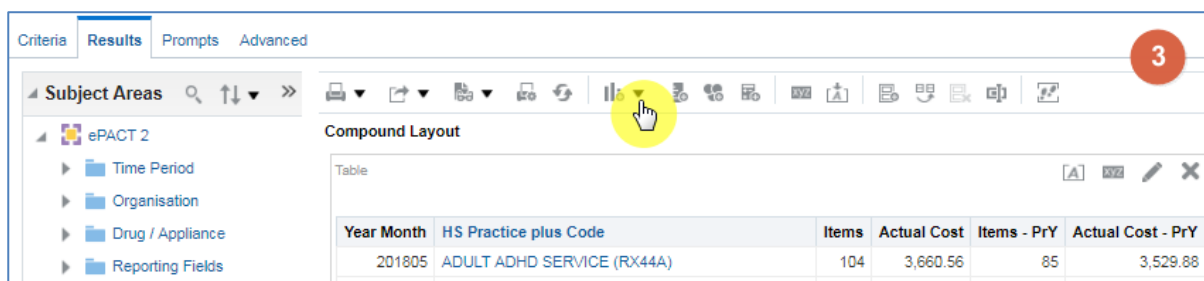 Criteria Results Prompts Advanced
3
Subject Areas
ePACT 2
Time Period
Organisation
Drug / Appliance
Reporting Fields
XYZ [A]
Compound Layout
Table
[A] XYZ
Year Month HS Practice plus Code Items Actual Cost Items - PrY Actual Cost - PrY
201805 ADULT ADHD SERVICE (RX44A) 104 3,660.56 85 3,529.88